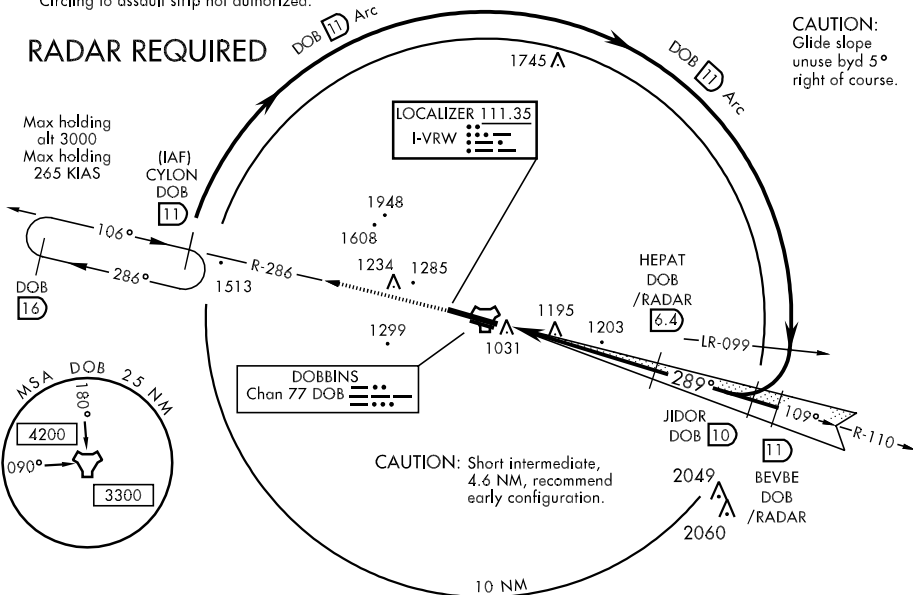 Circling to assault strip not authorized.
RADAR REQUIRED
DOB 11 Arc
DOB 11 Arc
CAUTION:
Glide slope
unuse byd 5°
right of course.
1745
LOCALIZER 111.35
I-VRW
Max holding
alt 3000
Max holding
265 KIAS
(IAF)
CYLON
DOB
11
1948
1608
106°
286°
DOB
16
R-286
1513
1234
1285
1299
1031
1195
1203
HEPAT
DOB
/RADAR
6.4
LR-099
289°
109°
R-110
JIDOR
DOB 10
11
BEVBE
DOB
/RADAR
DOBBINS
Chan 77 DOB
MSA DOB 25 NM
180°
4200
090°
3300
CAUTION: Short intermediate,
4.6 NM, recommend
early configuration.
2049
2060
10 NM